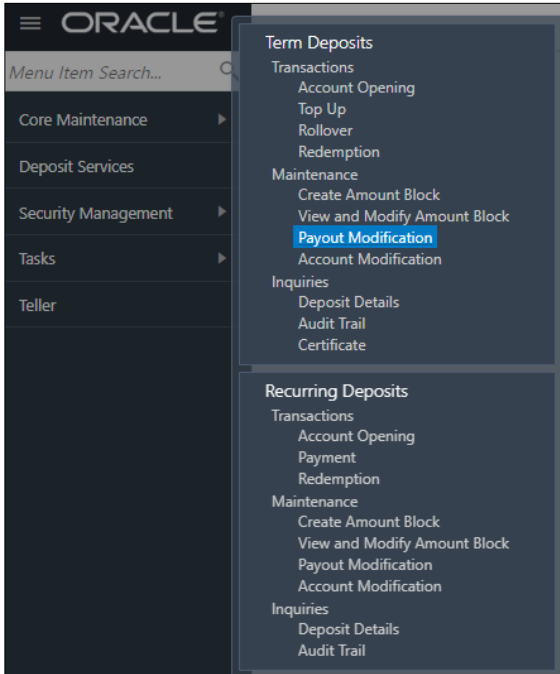 ORACLE®
Menu Item Search...
Core Maintenance
Deposit Services
Security Management
Tasks
Teller
Term Deposits
Transactions
Account Opening
Top Up
Rollover
Redemption
Maintenance
Create Amount Block
View and Modify Amount Block
Payout Modification
Account Modification
Inquiries
Deposit Details
Audit Trail
Certificate
Recurring Deposits
Transactions
Account Opening
Payment
Redemption
Maintenance
Create Amount Block
View and Modify Amount Block
Payout Modification
Account Modification
Inquiries
Deposit Details
Audit Trail